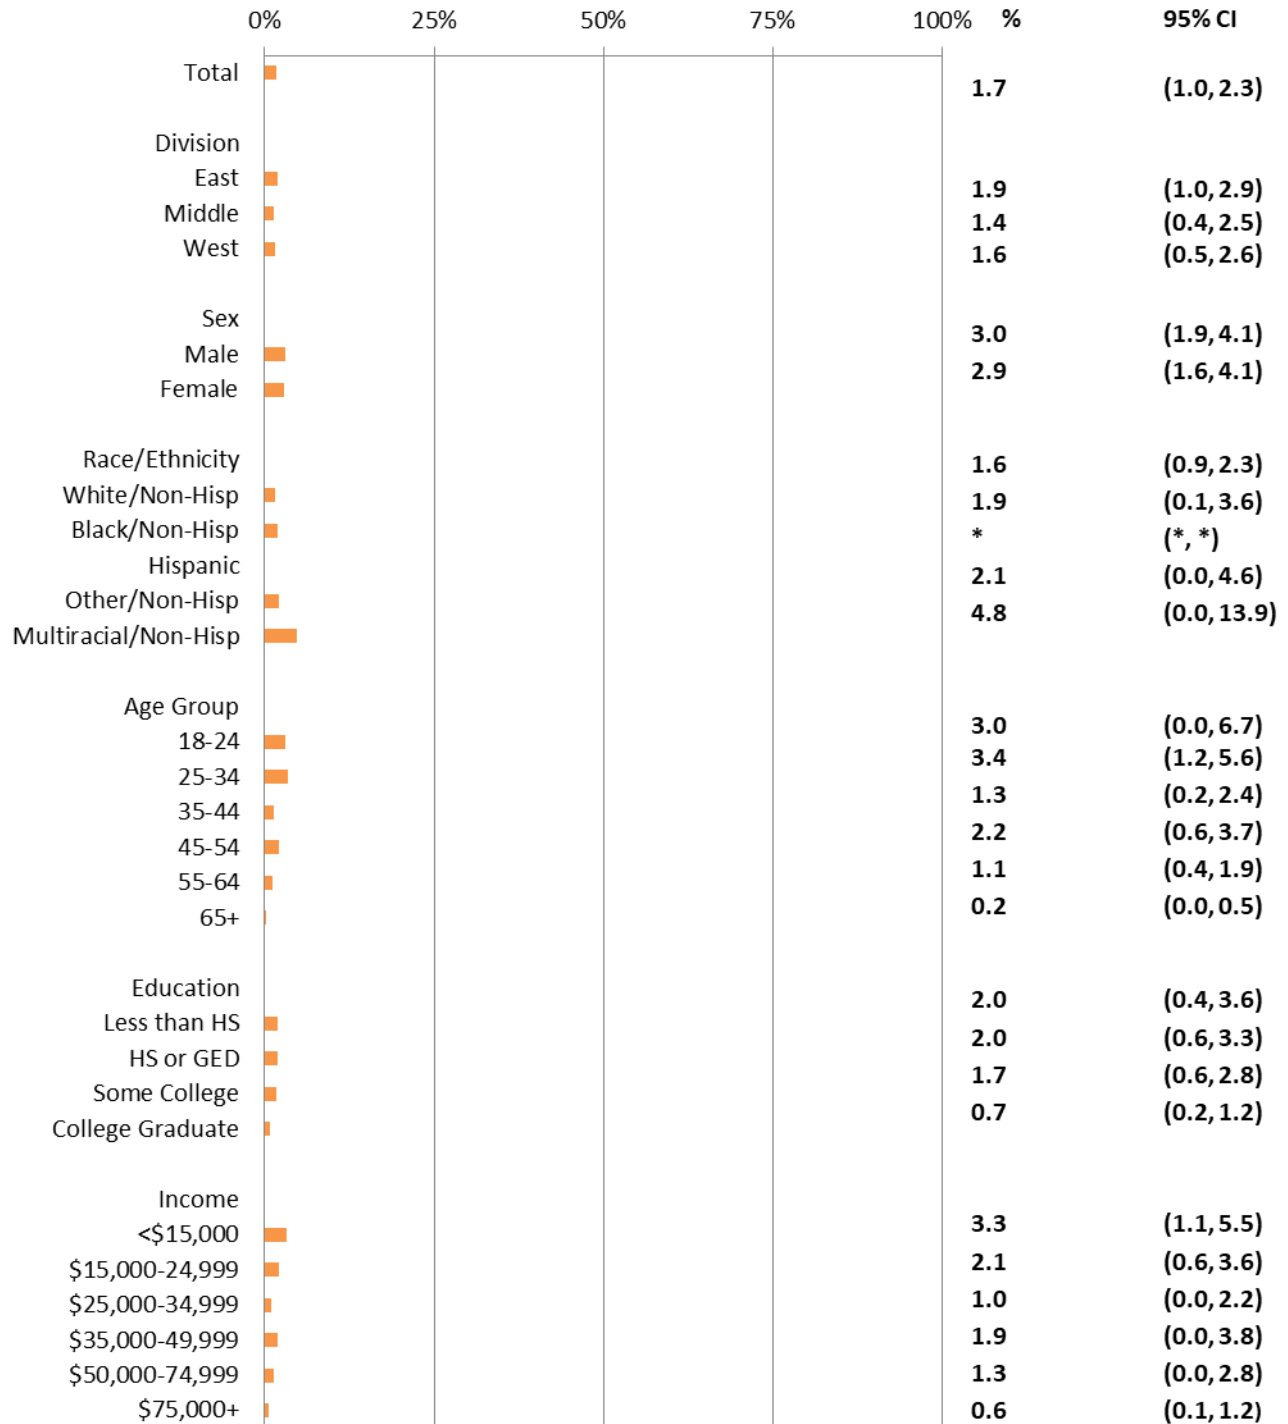 0% 25% 50% 75% 100% % 95% CI
Total 1.7 (1.0, 2.3)
Division
East 1.9 (1.0, 2.9)
Middle 1.4 (0.4, 2.5)
West 1.6 (0.5, 2.6)
Sex
Male 3.0 (1.9, 4.1)
Female 2.9 (1.6, 4.1)
Race/Ethnicity
White/Non-Hisp 1.6 (0.9, 2.3)
Black/Non-Hisp 1.9 (0.1, 3.6)
Hispanic * (*, *)
Other/Non-Hisp 2.1 (0.0, 4.6)
Multiracial/Non-Hisp 4.8 (0.0, 13.9)
Age Group
18-24 3.0 (0.0, 6.7)
25-34 3.4 (1.2, 5.6)
35-44 1.3 (0.2, 2.4)
45-54 2.2 (0.6, 3.7)
55-64 1.1 (0.4, 1.9)
65+ 0.2 (0.0, 0.5)
Education
Less than HS 2.0 (0.4, 3.6)
HS or GED 2.0 (0.6, 3.3)
Some College 1.7 (0.6, 2.8)
College Graduate 0.7 (0.2, 1.2)
Income
<$15,000 3.3 (1.1, 5.5)
$15,000-24,999 2.1 (0.6, 3.6)
$25,000-34,999 1.0 (0.0, 2.2)
$35,000-49,999 1.9 (0.0, 3.8)
$50,000-74,999 1.3 (0.0, 2.8)
$75,000+ 0.6 (0.1, 1.2)